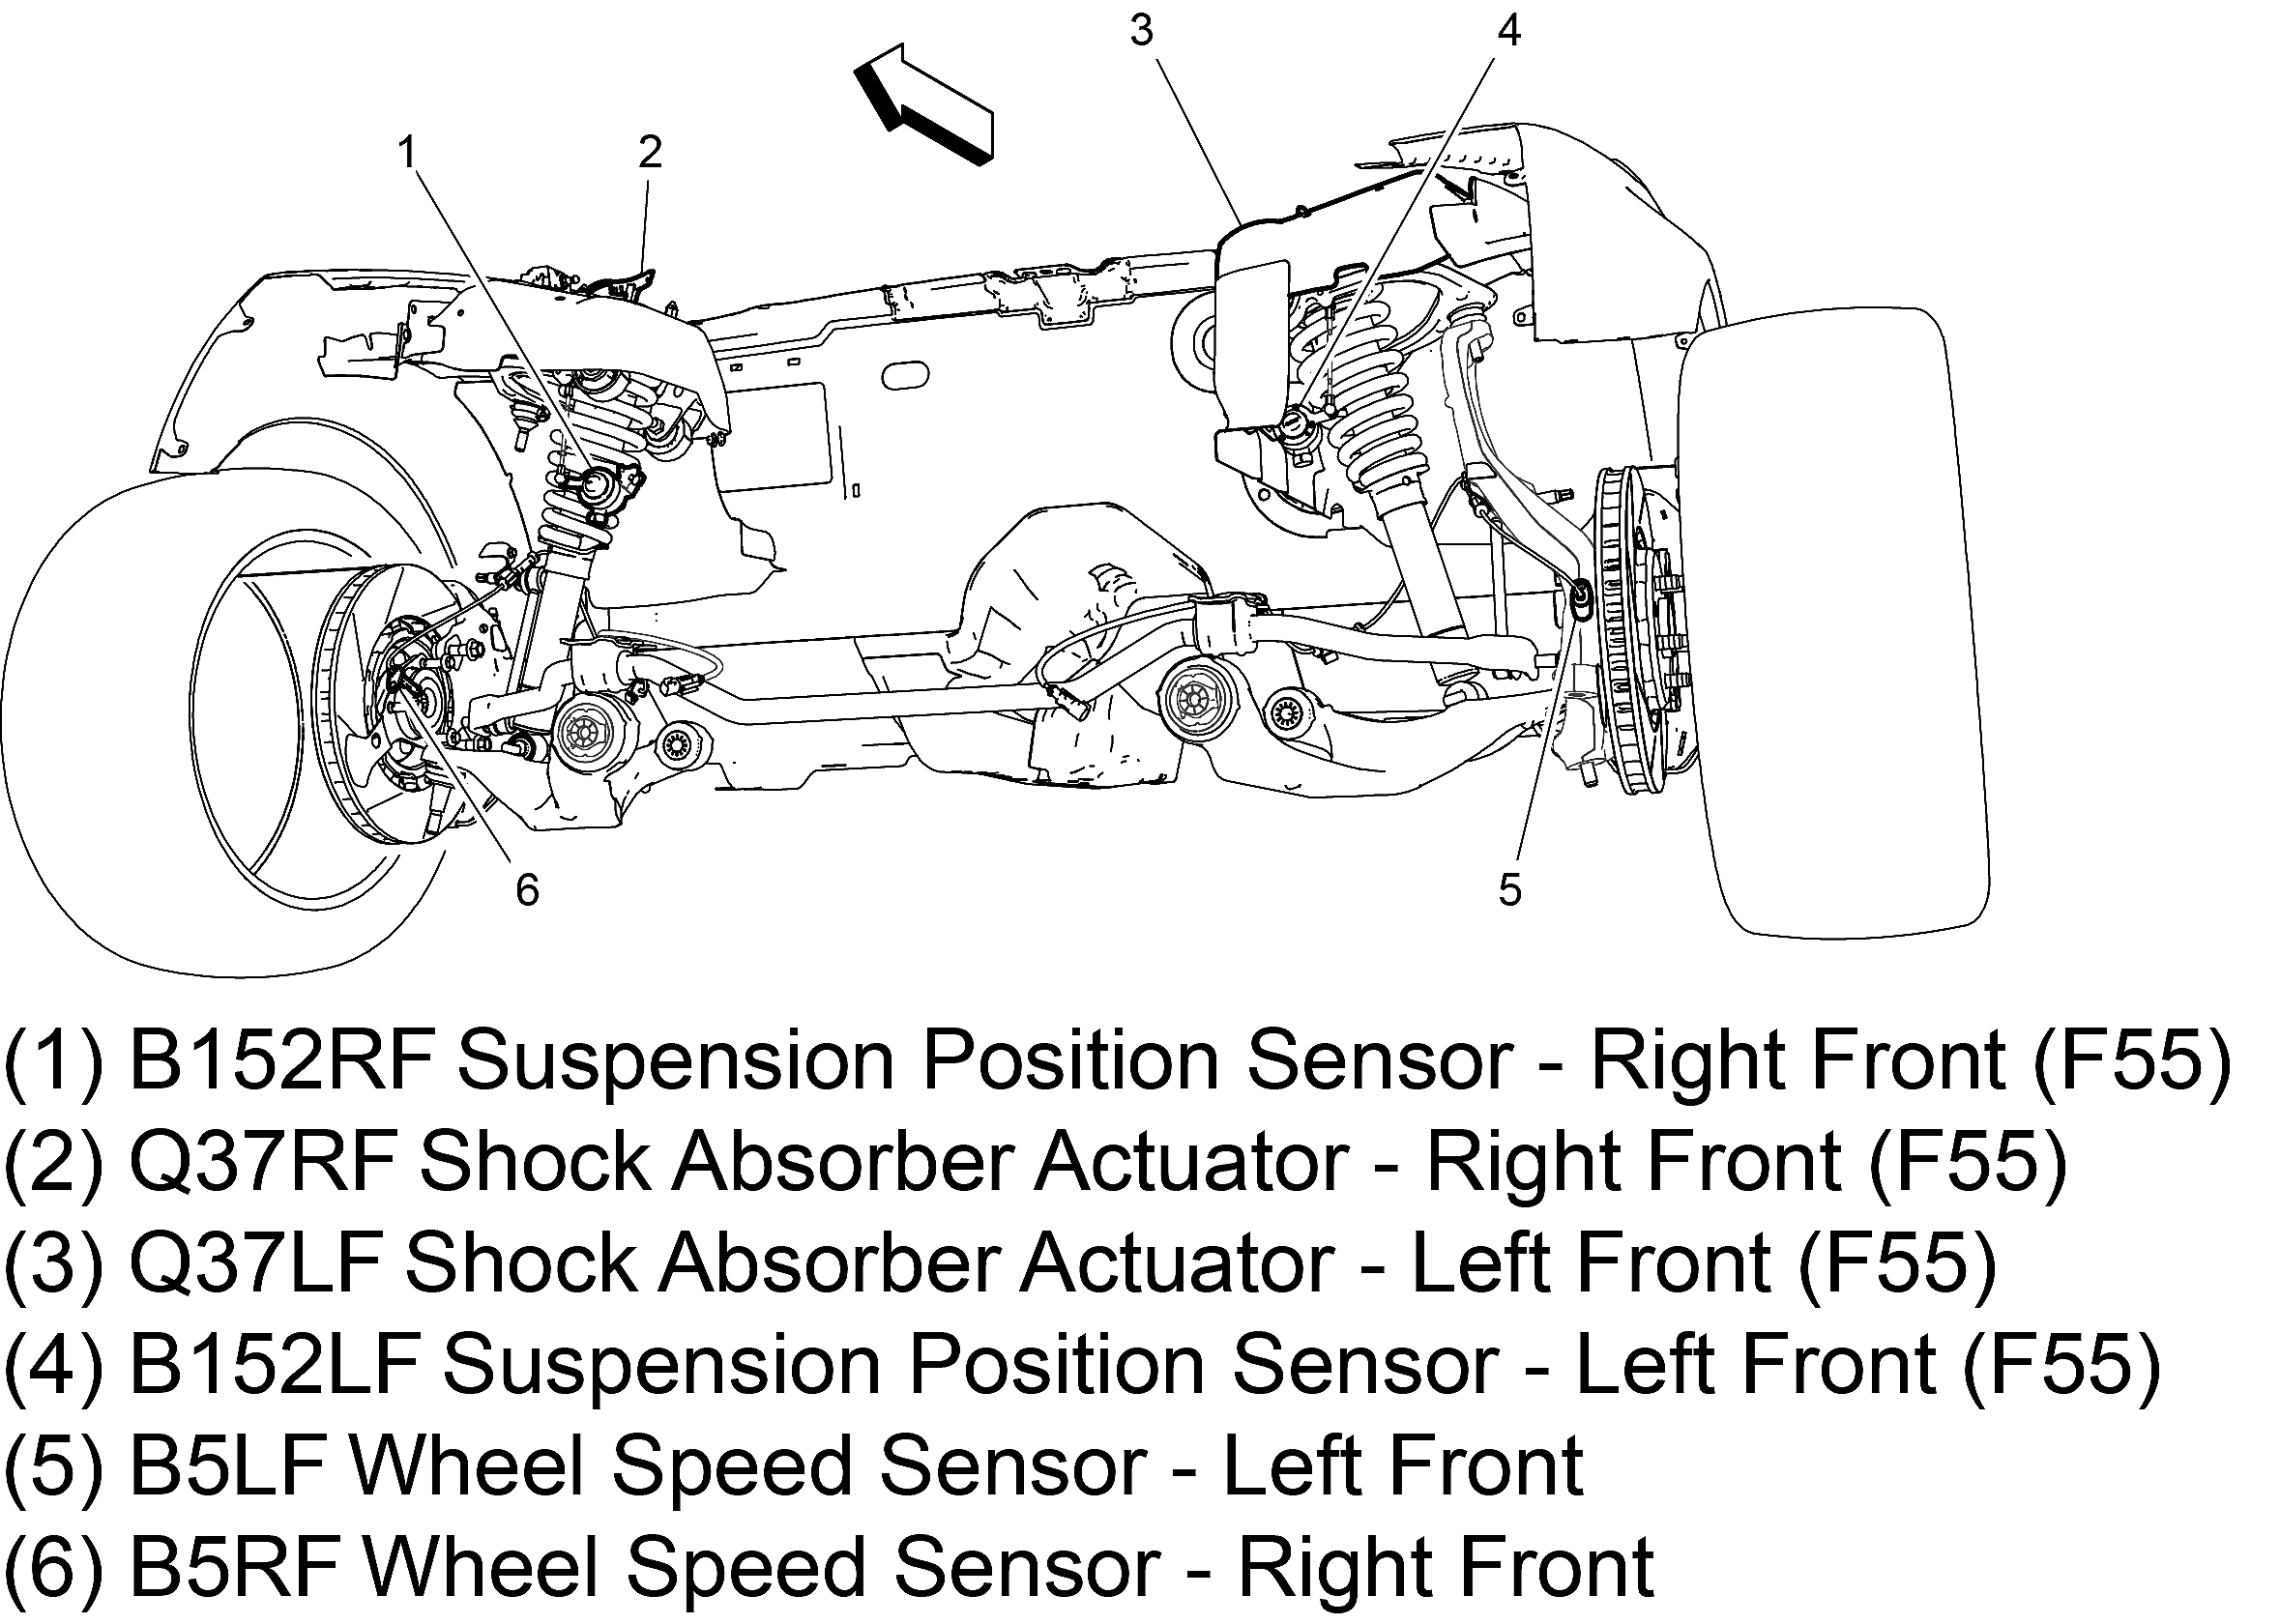 3 4
1 2
6 5
(1) B152RF Suspension Position Sensor - Right Front (F55)
(2) Q37RF Shock Absorber Actuator - Right Front (F55)
(3) Q37LF Shock Absorber Actuator - Left Front (F55)
(4) B152LF Suspension Position Sensor - Left Front (F55)
(5) B5LF Wheel Speed Sensor - Left Front
(6) B5RF Wheel Speed Sensor - Right Front